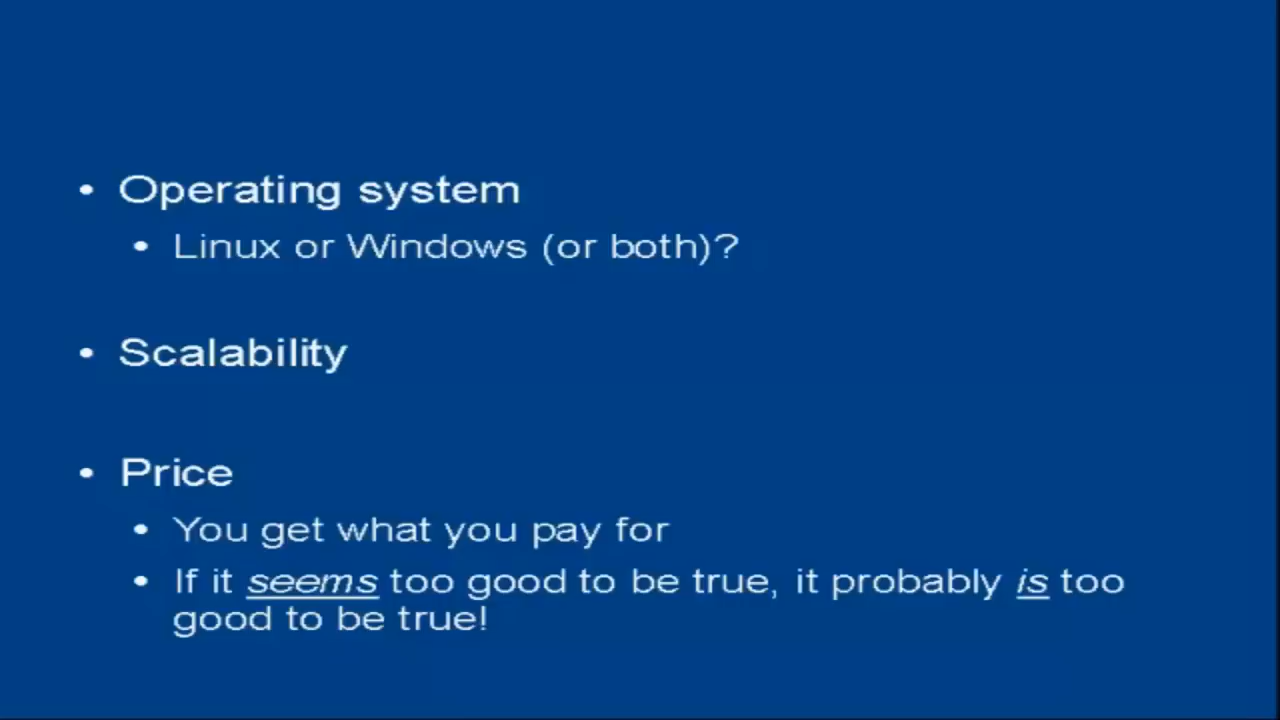 • Operating system
• Linux or Windows (or both)?
• Scalability
• Price
• You get what you pay for
• If it seems too good to be true, it probably is too
good to be true!